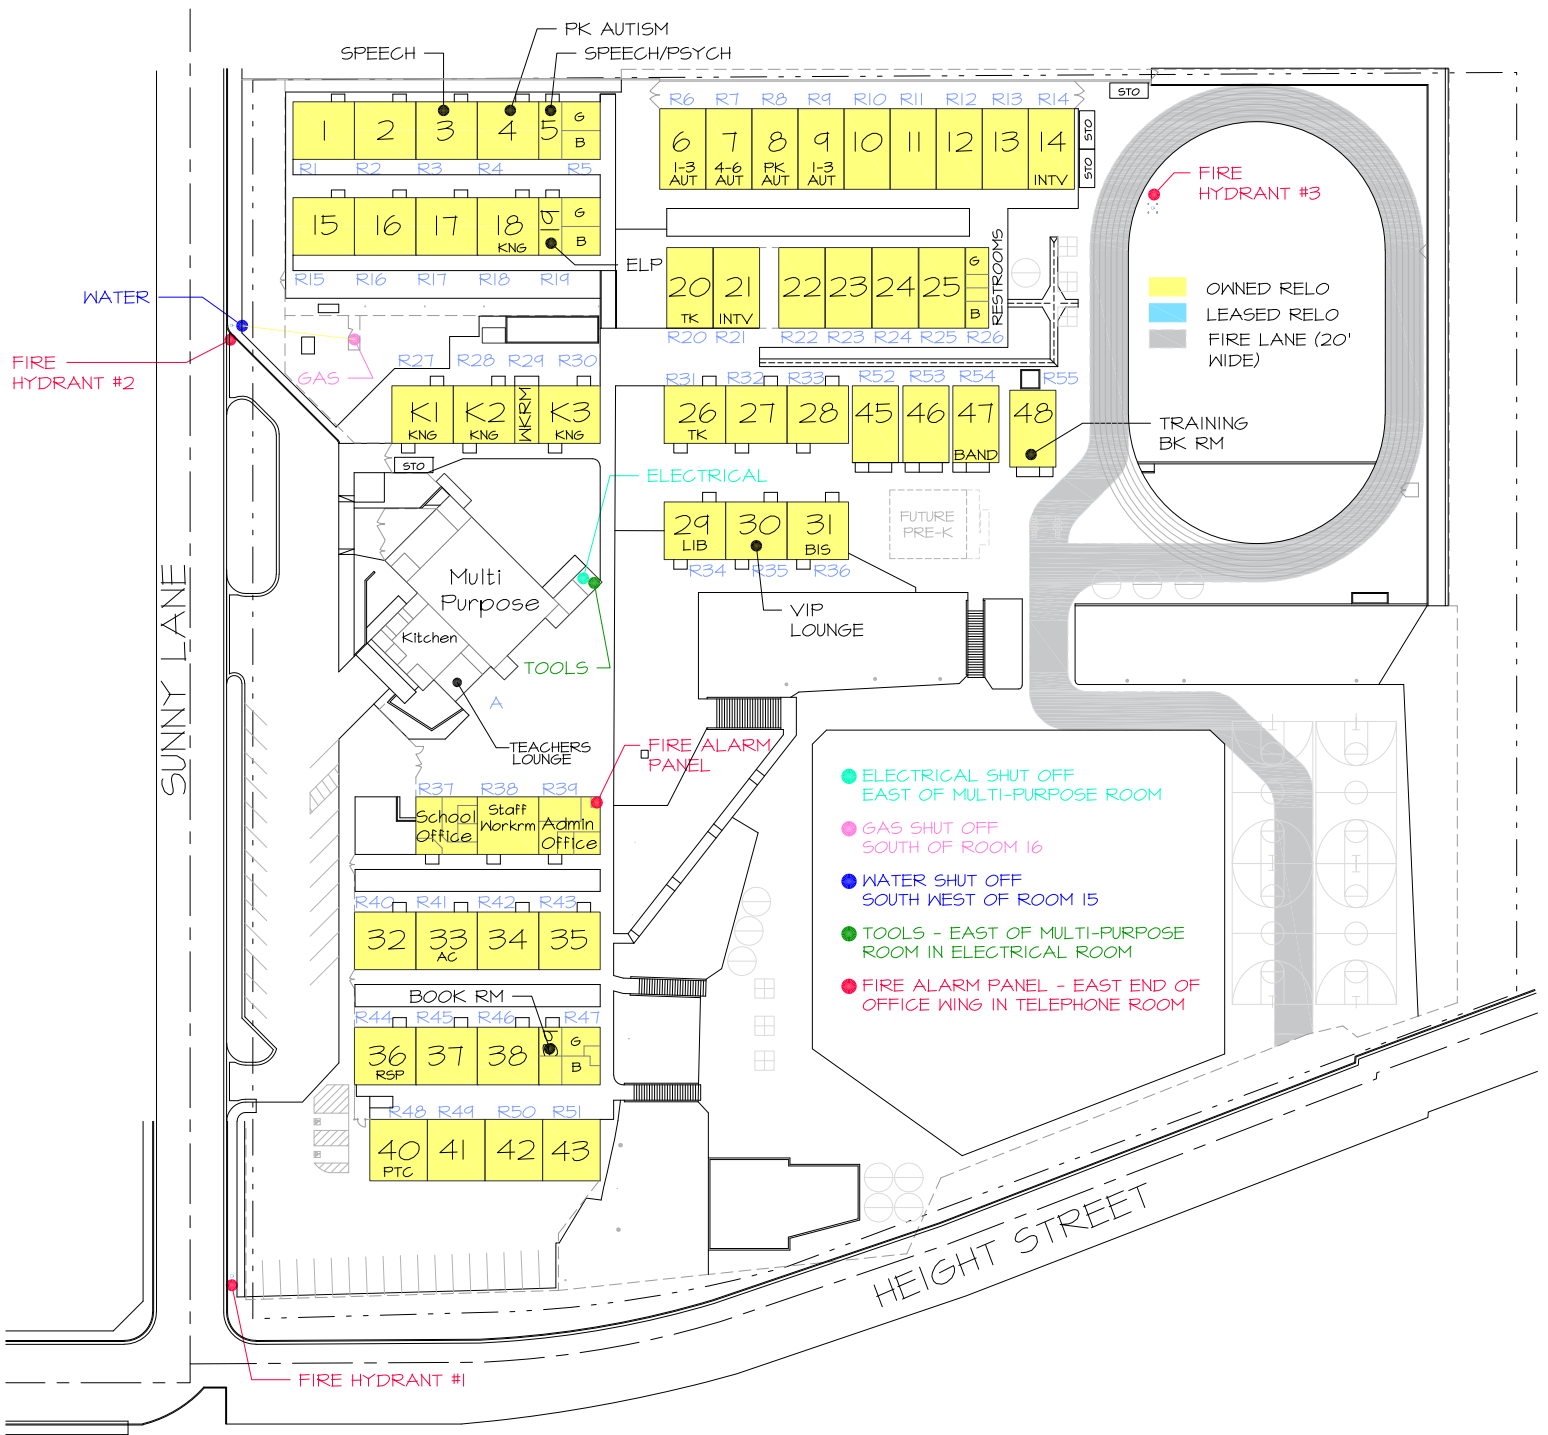 PK AUTISM
SPEECH
SPEECH/PSYCH
1
2
3
4
5
G
B
R1
R2
R3
R4
R5
R6
R7
R8
R9
R10
R11
R12
R13
R14
STO
6
1-3
AUT
7
4-6
AUT
8
PK
AUT
9
1-3
AUT
10
11
12
13
14
INTV
STO
STO
15
16
17
18
KNG
19
G
B
ELP
R15
R16
R17
R18
R19
FIRE
HYDRANT #3
20
TK
21
INTV
22
23
24
25
G
B
RESTROOMS
R20
R21
R22
R23
R24
R25
R26
OWNED RELO
LEASED RELO
FIRE LANE (20'
WIDE)
WATER
FIRE
HYDRANT #2
GAS
R27
R28
R29
R30
K1
KNG
K2
KNG
WKRM
K3
KNG
STO
R31
R32
R33
26
TK
27
28
R52
R53
R54
R55
45
46
47
BAND
48
TRAINING
BK RM
ELECTRICAL
29
LIB
30
31
BIS
R34
R35
R36
FUTURE
PRE-K
VIP
LOUNGE
Multi
Purpose
Kitchen
TOOLS
A
TEACHERS
LOUNGE
SUNNY LANE
FIRE ALARM
PANEL
R37
R38
R39
School
Office
Staff
Workrm
Admin
Office
ELECTRICAL SHUT OFF
EAST OF MULTI-PURPOSE ROOM
GAS SHUT OFF
SOUTH OF ROOM 16
WATER SHUT OFF
SOUTH WEST OF ROOM 15
TOOLS - EAST OF MULTI-PURPOSE
ROOM IN ELECTRICAL ROOM
FIRE ALARM PANEL - EAST END OF
OFFICE WING IN TELEPHONE ROOM
R40
R41
R42
R43
32
33
AC
34
35
BOOK RM
R44
R45
R46
R47
36
RSP
37
38
39
G
B
R48
R49
R50
R51
40
PTC
41
42
43
HEIGHT STREET
FIRE HYDRANT #1